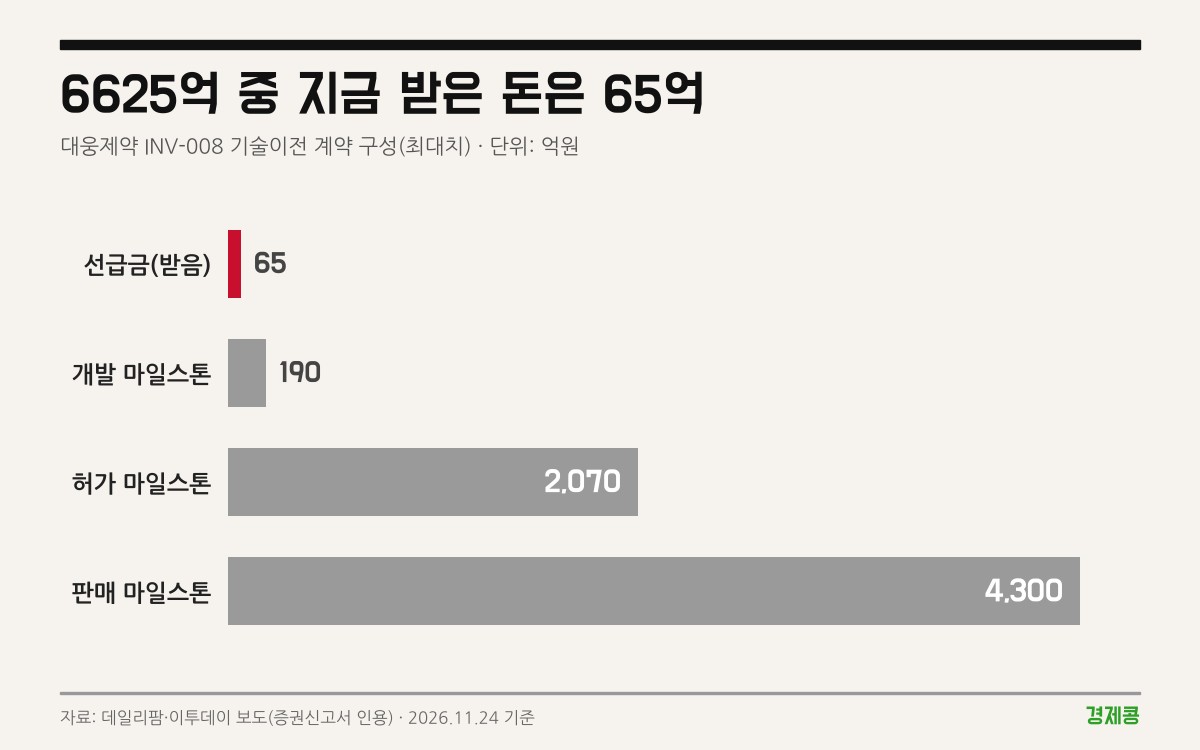 6625억 중 지금 받은 돈은 65억
대웅제약 INV-008 기술이전 계약 구성(최대치) · 단위: 억원
선급금(받음) 65
개발 마일스톤 190
허가 마일스톤 2,070
판매 마일스톤 4,300
자료: 데일리팜·이투데이 보도(증권신고서 인용) · 2026.11.24 기준
경제콩